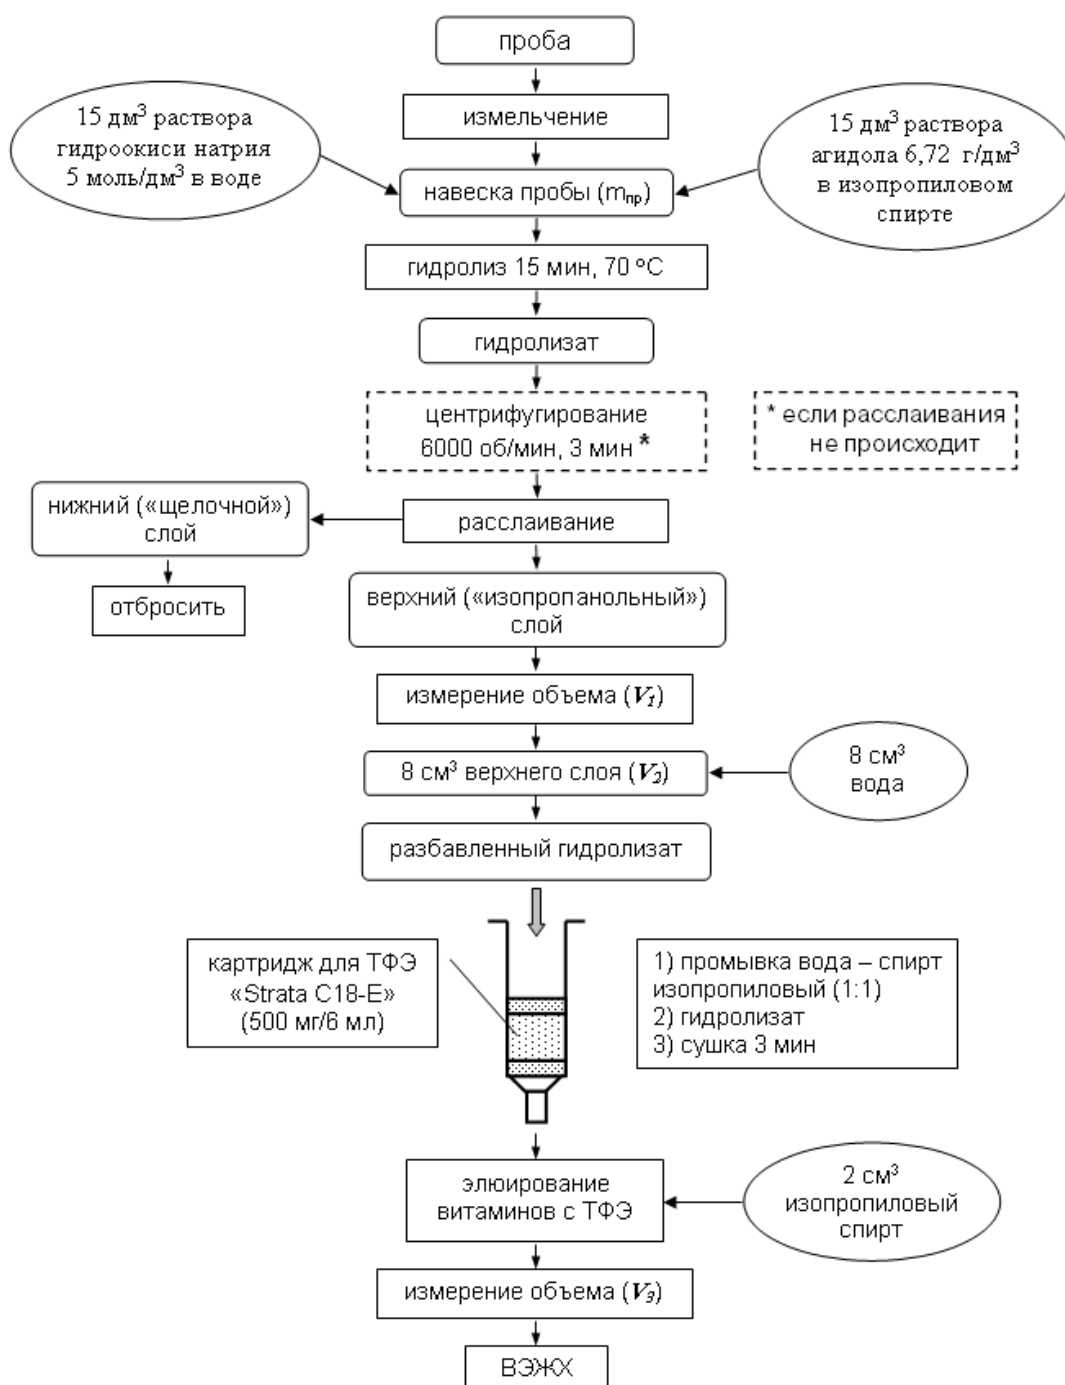 проба
15 дм³ раствора
гидроокиси натрия
5 моль/дм³ в воде
измельчение
15 дм³ раствора
агидола 6,72 г/дм³
в изопропиловом
спирте
навеска пробы (mпр)
гидролиз 15 мин, 70 °С
гидролизат
центрифугирование
6000 об/мин, 3 мин *
* если расслаивания
не происходит
нижний («щелочной»)
слой
расслаивание
отбросить
верхний («изопропанольный»)
слой
измерение объема (V₁)
8 см³ верхнего слоя (V₂)
8 см³
вода
разбавленный гидролизат
картридж для ТФЭ
«Strata C18-E»
(500 мг/6 мл)
1) промывка вода – спирт
изопропиловый (1:1)
2) гидролизат
3) сушка 3 мин
элюирование
витаминов с ТФЭ
2 см³
изопропиловый
спирт
измерение объема (V₃)
ВЭЖХ